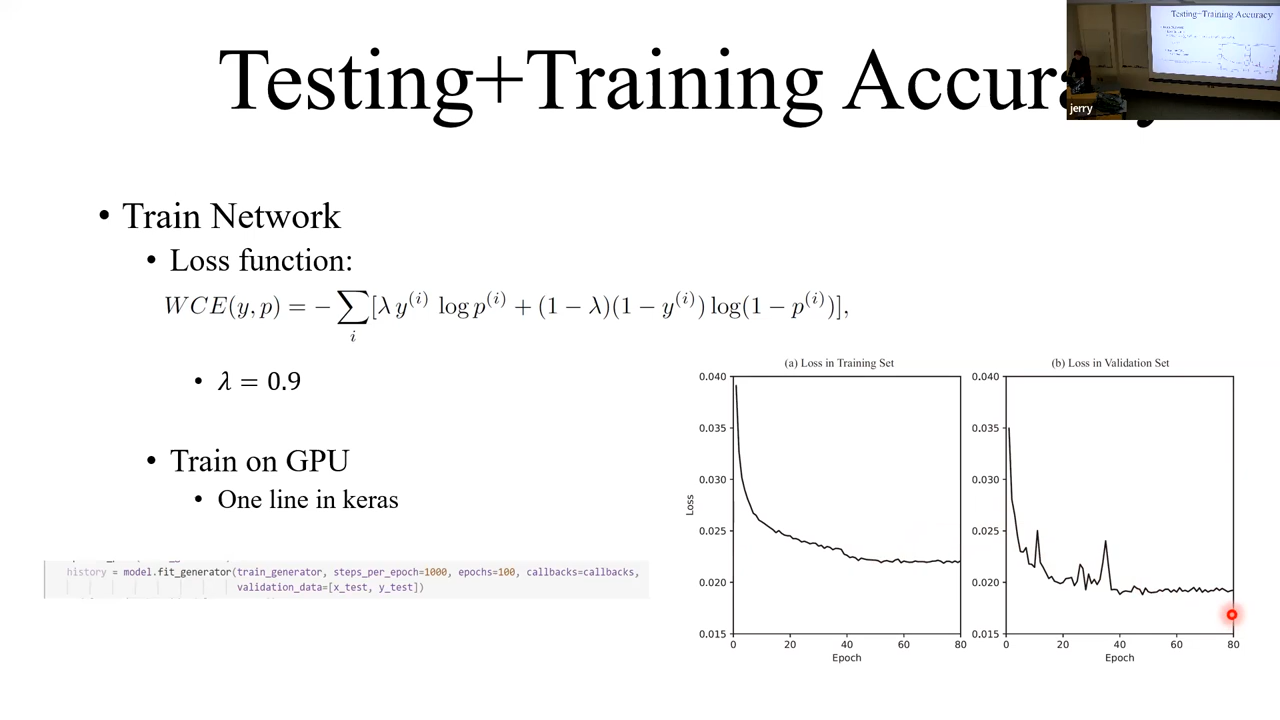 Testing+Training Accura
Testing+Training Accuracy
jerry
• Train Network
• Loss function:
WCE(y, p) = − ∑_i [λ y^(i) log p^(i) + (1 − λ)(1 − y^(i)) log(1 − p^(i))],
• λ = 0.9
• Train on GPU
• One line in keras
history = model.fit_generator(train_generator, steps_per_epoch=1000, epochs=100, callbacks=callbacks,
validation_data=[x_test, y_test])
(a) Loss in Training Set
0.040
0.035
0.030
0.025
0.020
0.015
Loss
0 20 40 60 80
Epoch
(b) Loss in Validation Set
0.040
0.035
0.030
0.025
0.020
0.015
0 20 40 60 80
Epoch